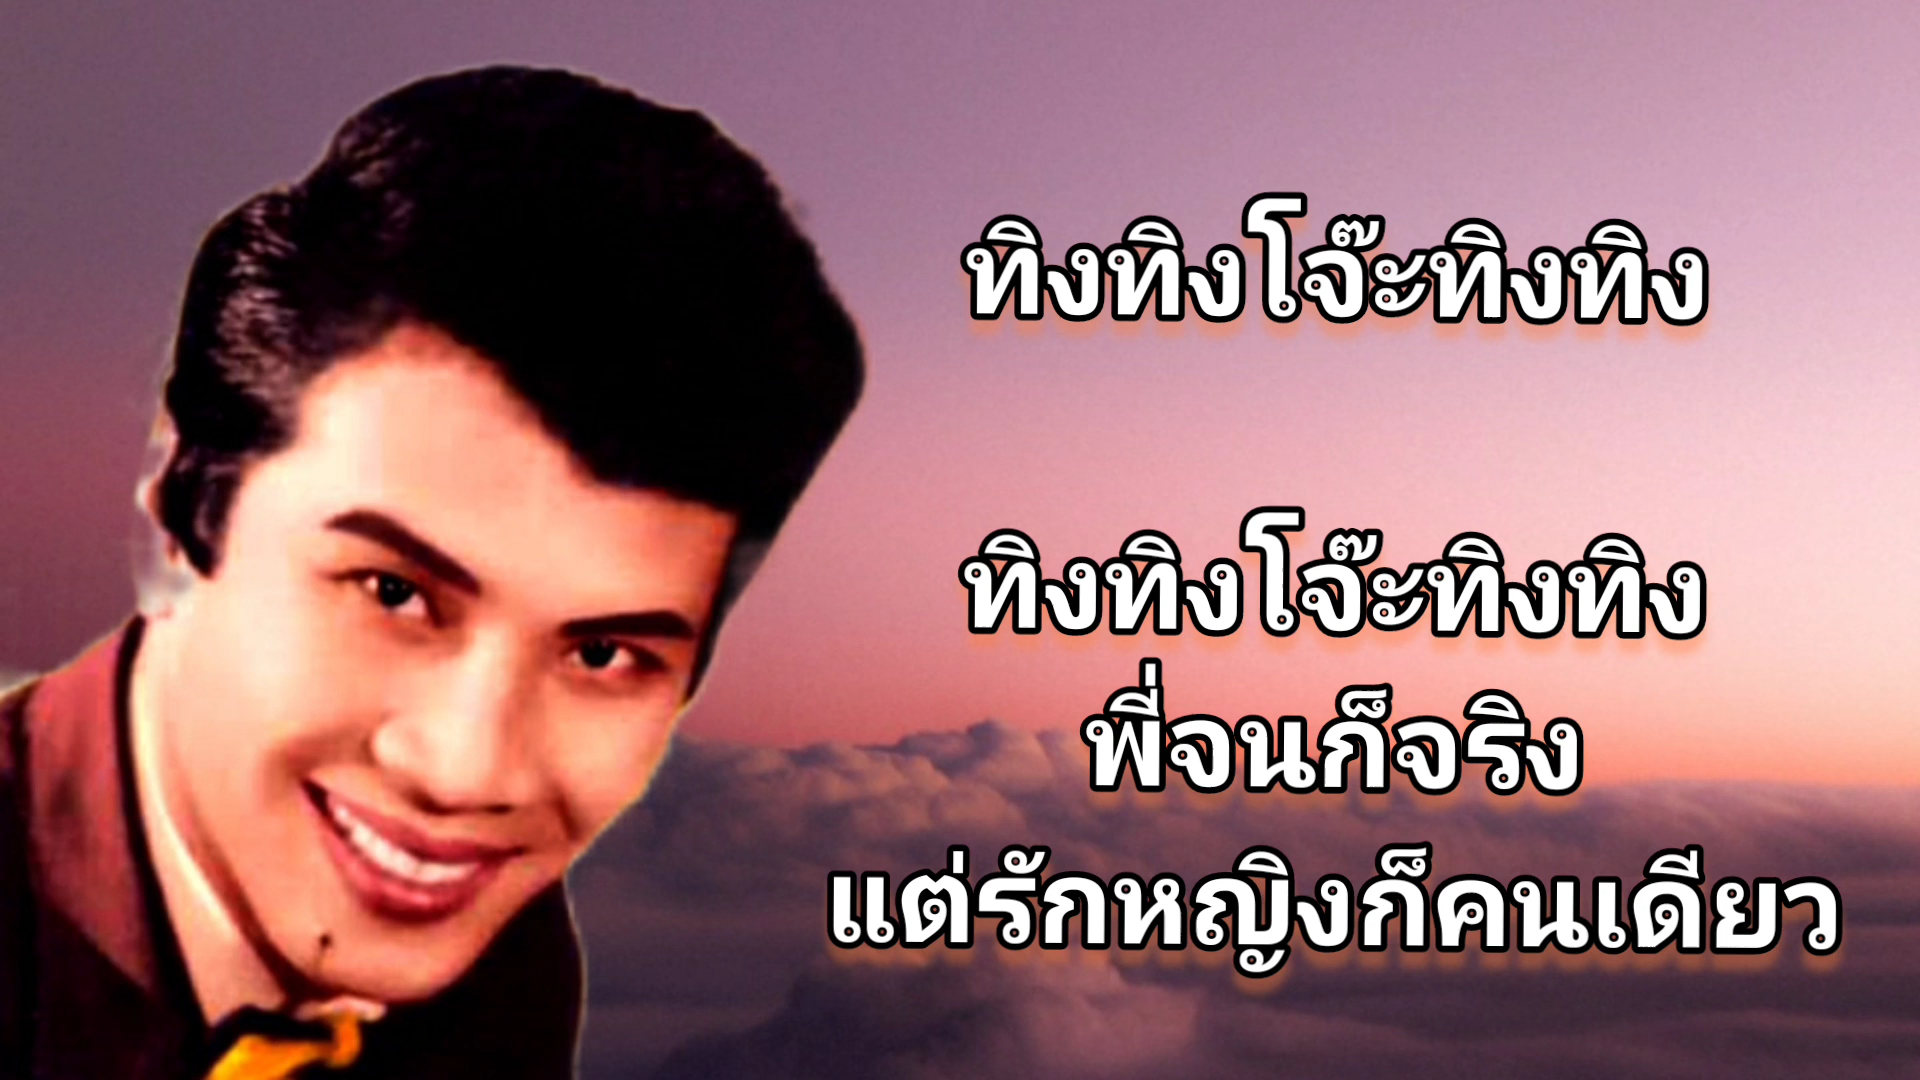 ทิงทิงโจ๊ะทิงทิง
ทิงทิงโจ๊ะทิงทิง
พี่จนก็จริง
แต่รักหญิงก็คนเดียว